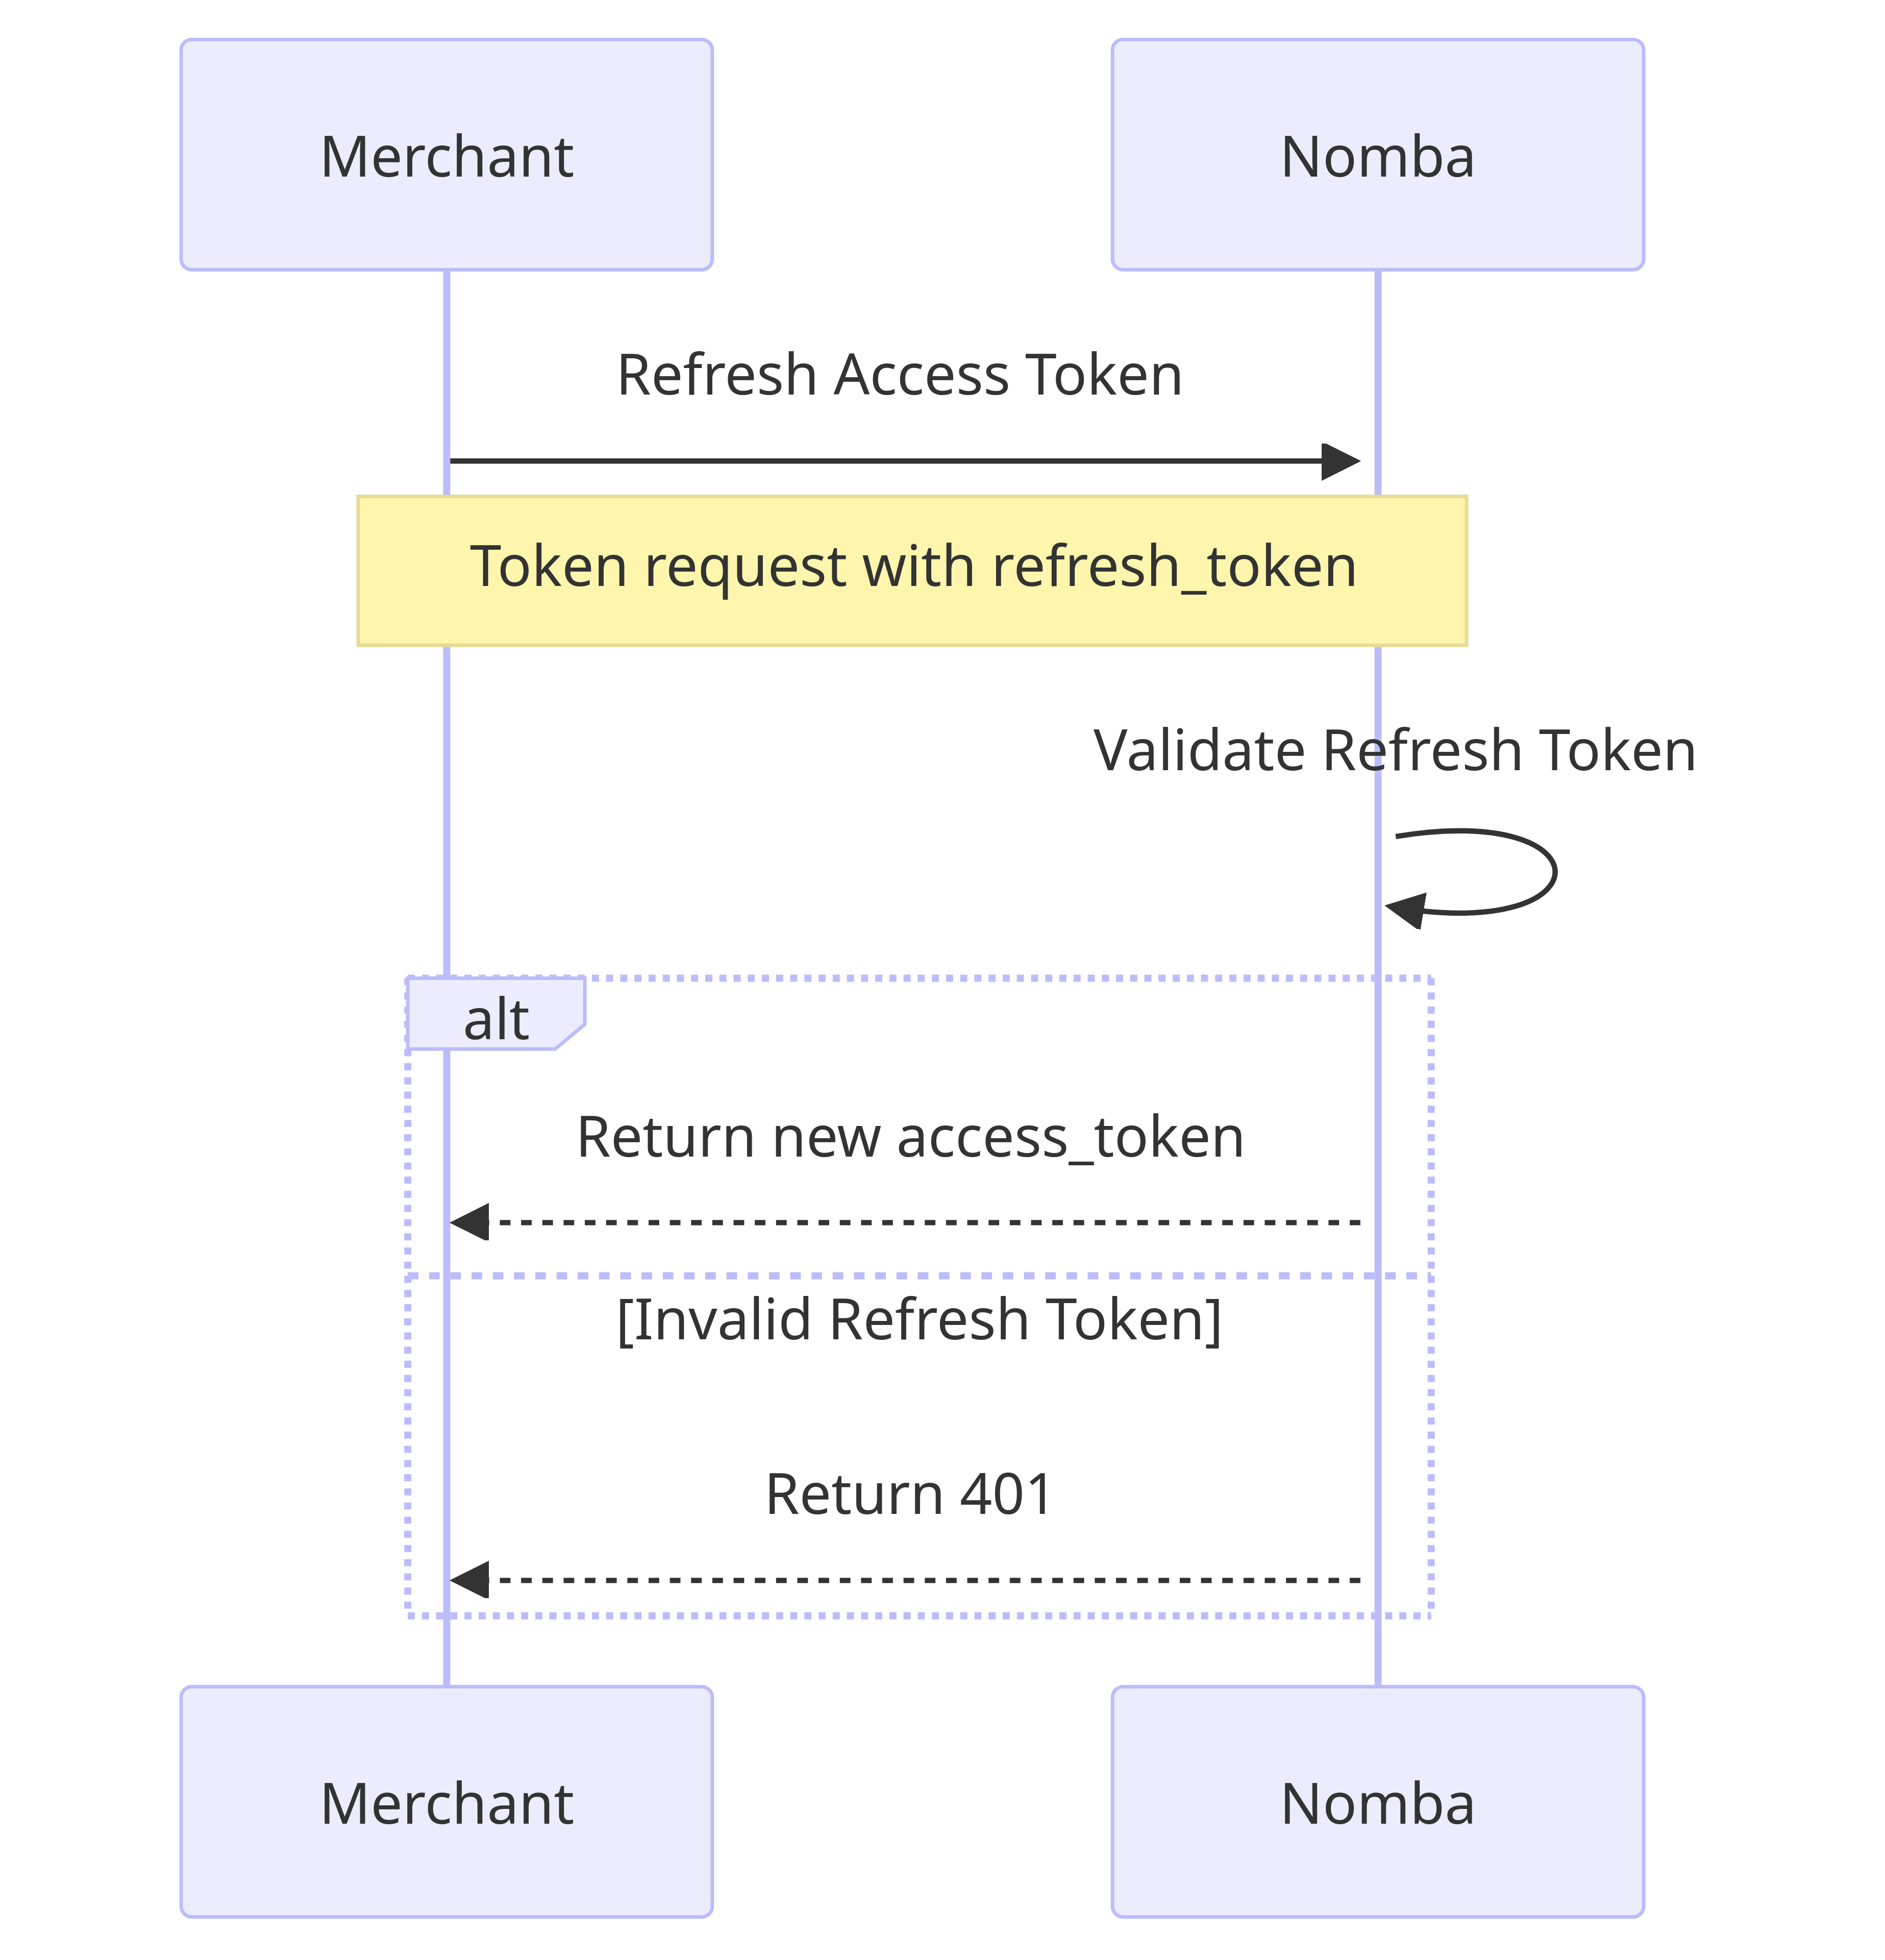 Merchant
Nomba
Refresh Access Token
Token request with refresh_token
Validate Refresh Token
alt
Return new access_token
[Invalid Refresh Token]
Return 401
Merchant
Nomba